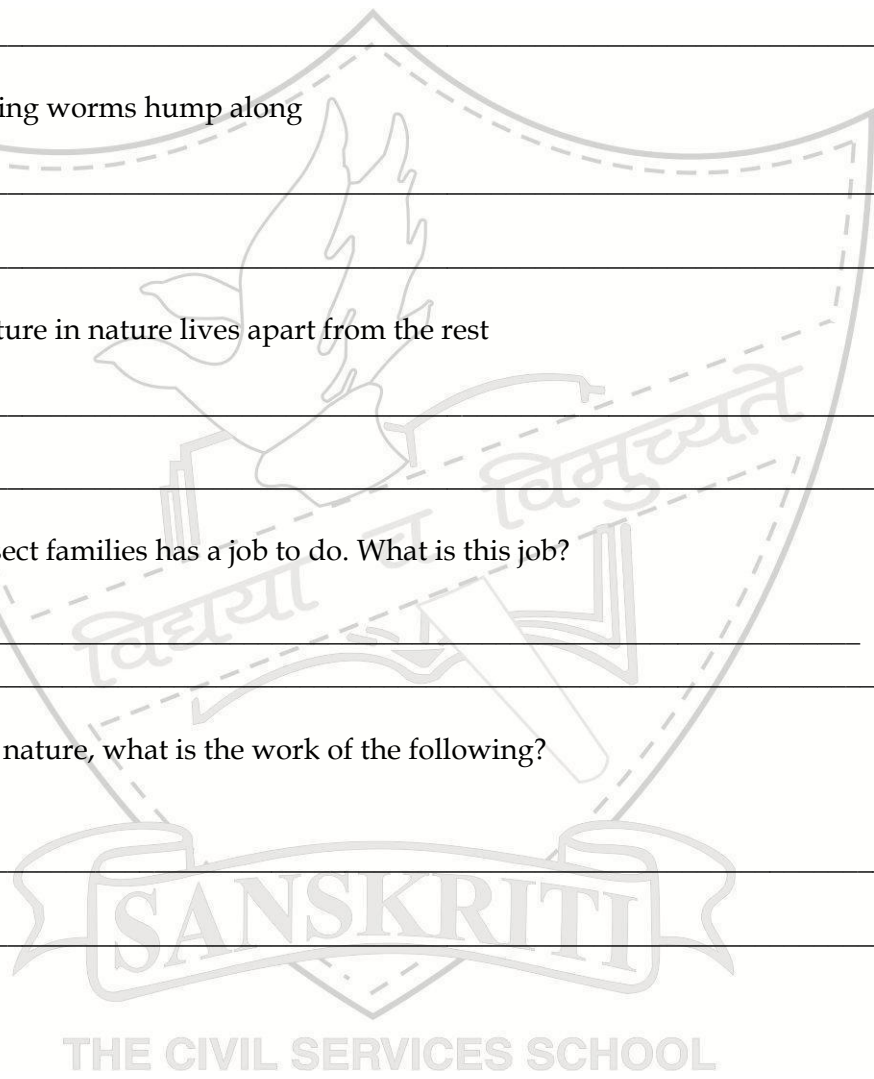 ing worms hump along
ture in nature lives apart from the rest
ect families has a job to do. What is this job?
nature, what is the work of the following?
विद्यया च विमुच्यते
SANSKRITI
THE CIVIL SERVICES SCHOOL